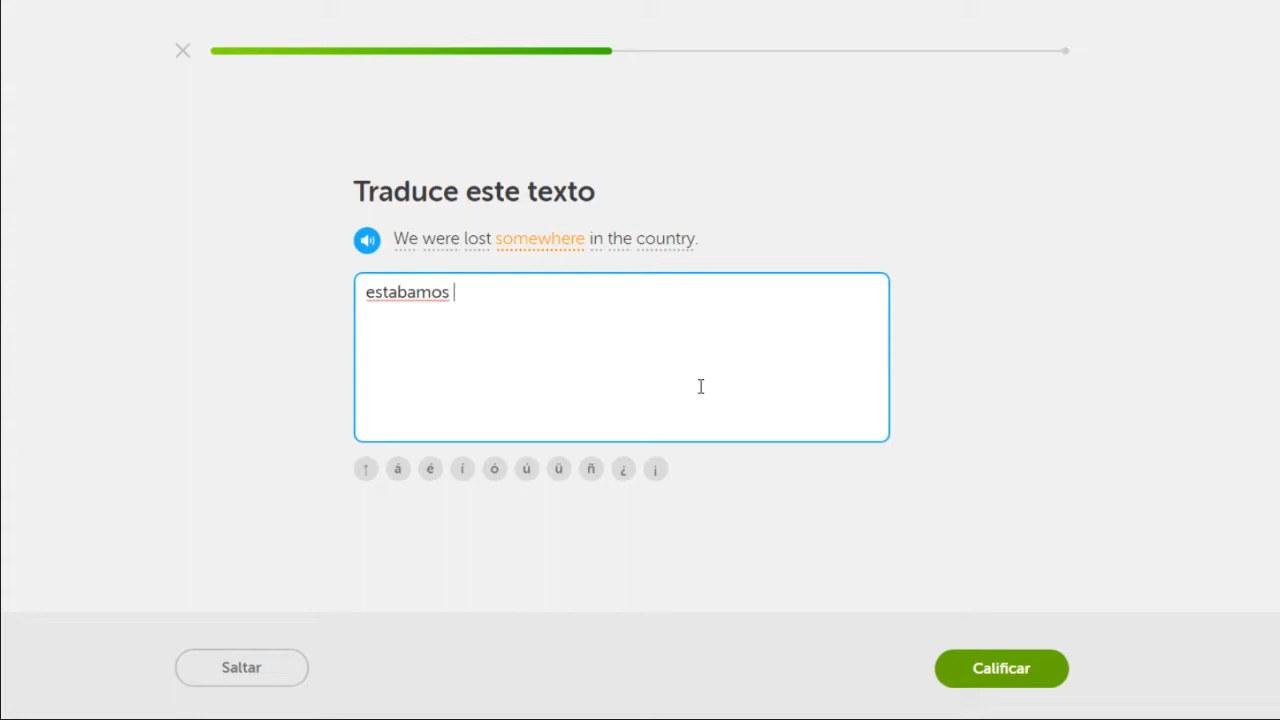 Traduce este texto
We were lost somewhere in the country.
estabamos
↑ á é í ó ú ü ñ ¿ ¡
Saltar
Calificar